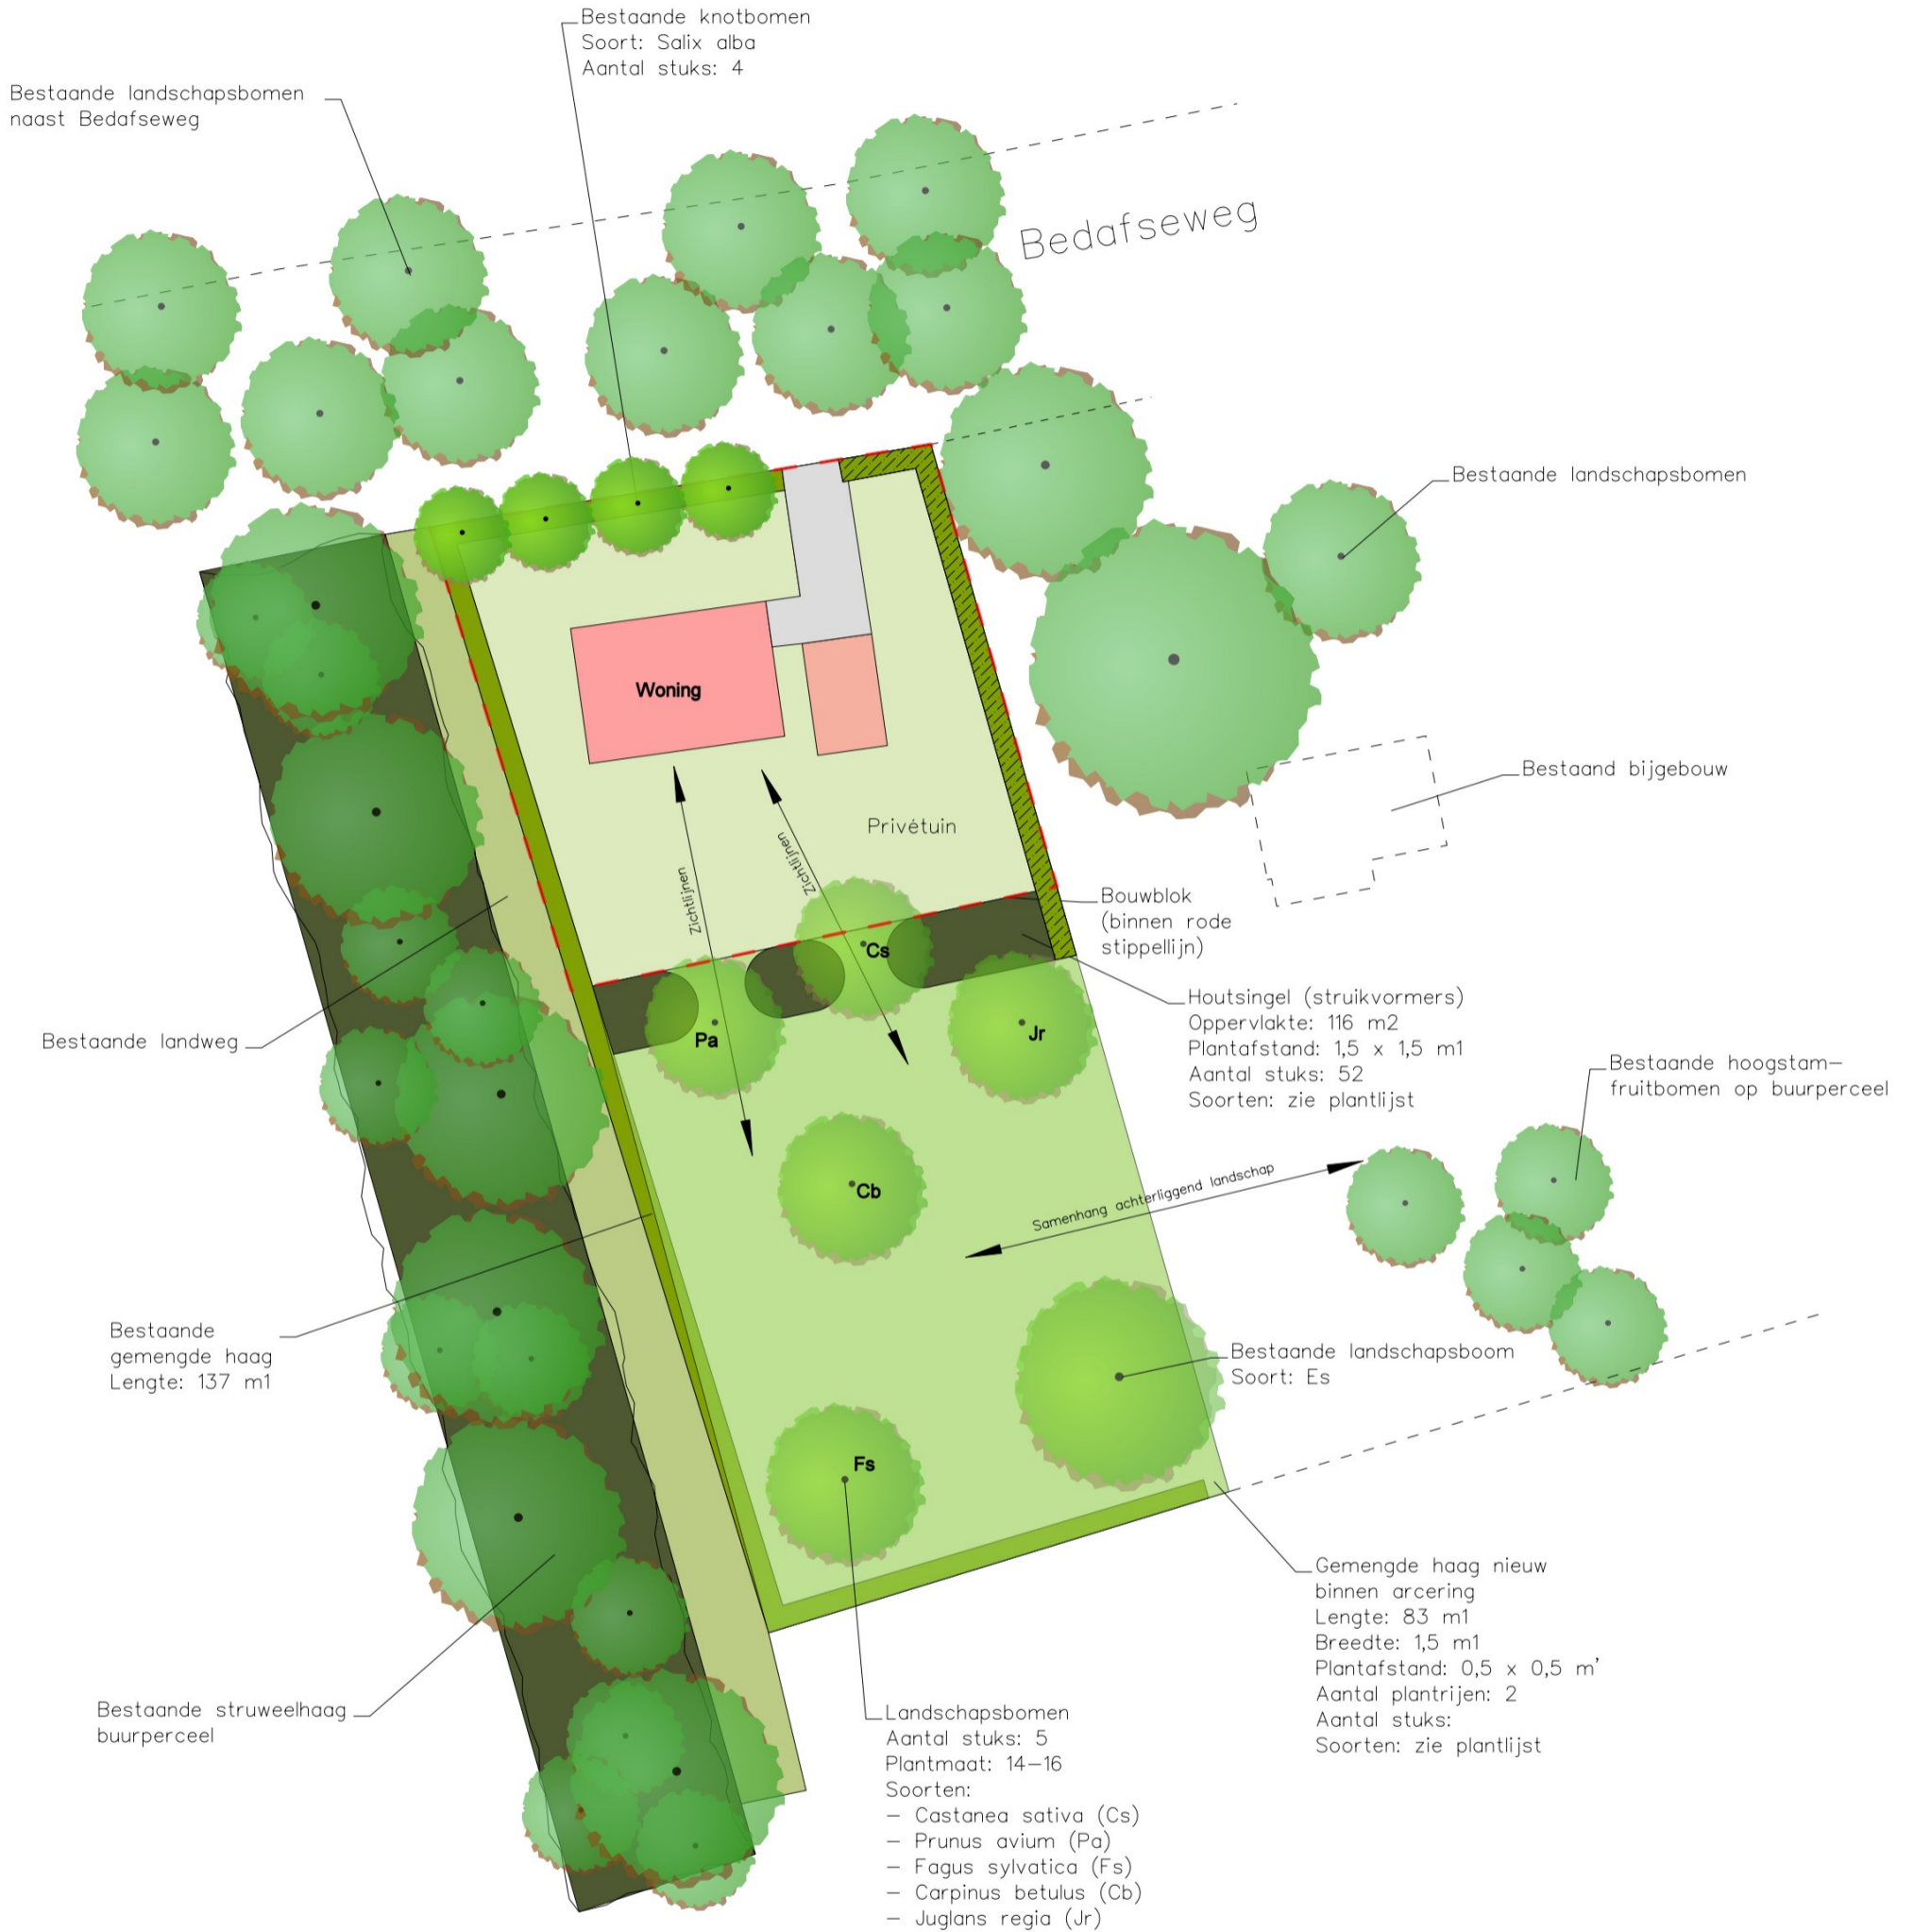 Bestaande knotbomen
Soort: Salix alba
Aantal stuks: 4
Bestaande landschapsbomen
naast Bedafseweg
Bedafseweg
Bestaande landschapsbomen
Woning
Bestaand bijgebouw
Privétuin
Zichtlijnen
Zichtlijnen
Bouwblok
(binnen rode
stippellijn)
Cs
Houtsingel (struikvormers)
Oppervlakte: 116 m2
Plantafstand: 1,5 x 1,5 m1
Aantal stuks: 52
Soorten: zie plantlijst
Pa
Jr
Bestaande landweg
Bestaande hoogstam-
fruitbomen op buurperceel
Cb
Samenhang achterliggend landschap
Bestaande
gemengde haag
Lengte: 137 m1
Bestaande landschapsboom
Soort: Es
Fs
Gemengde haag nieuw
binnen arcering
Lengte: 83 m1
Breedte: 1,5 m1
Plantafstand: 0,5 x 0,5 m'
Aantal plantrijen: 2
Aantal stuks:
Soorten: zie plantlijst
Bestaande struweelhaag
buurperceel
Landschapsbomen
Aantal stuks: 5
Plantmaat: 14-16
Soorten:
- Castanea sativa (Cs)
- Prunus avium (Pa)
- Fagus sylvatica (Fs)
- Carpinus betulus (Cb)
- Juglans regia (Jr)